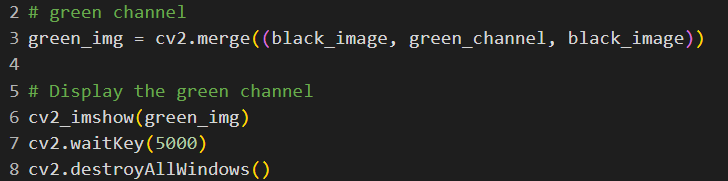 2 # green channel
3 green_img = cv2.merge((black_image, green_channel, black_image))
4
5 # Display the green channel
6 cv2_imshow(green_img)
7 cv2.waitKey(5000)
8 cv2.destroyAllWindows()